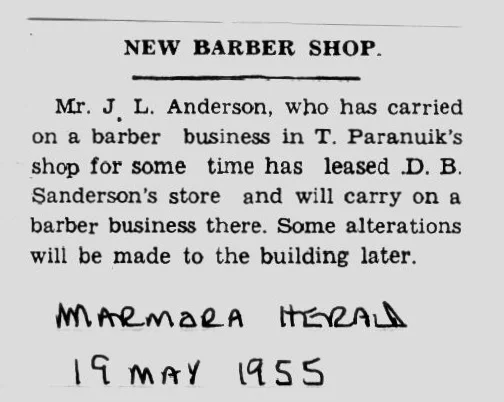 NEW BARBER SHOP.
Mr. J. L. Anderson, who has carried
on a barber business in T. Paranuik's
shop for some time has leased .D. B.
Sanderson's store and will carry on a
barber business there. Some alterations
will be made to the building later.
MARMORA HERALD
19 MAY 1955